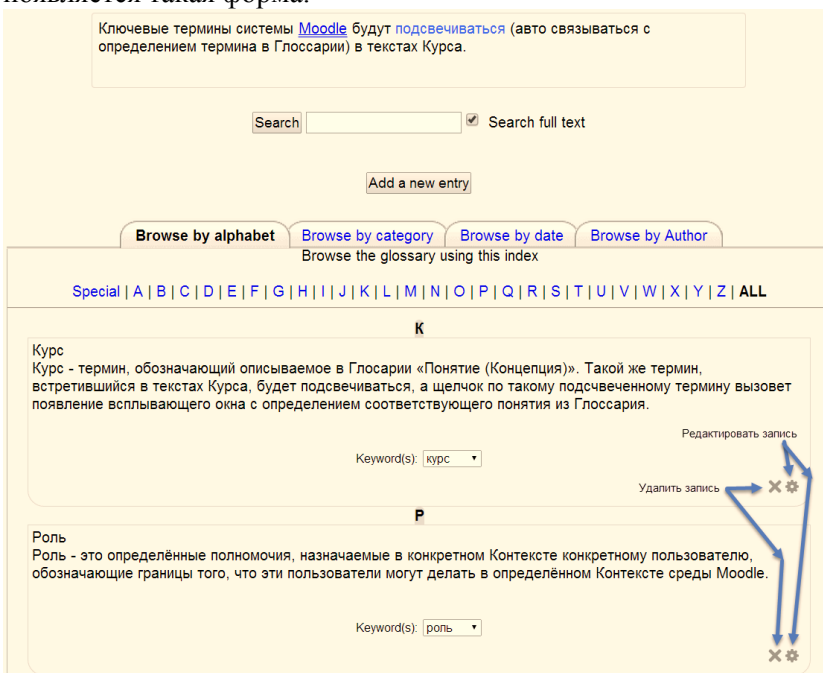 появляется такая форма:
Ключевые термины системы Moodle будут подсвечиваться (авто связываться с
определением термина в Глоссарии) в текстах Курса.
Search Search full text
Add a new entry
Browse by alphabet Browse by category Browse by date Browse by Author
Browse the glossary using this index
Special | A | B | C | D | E | F | G | H | I | J | K | L | M | N | O | P | Q | R | S | T | U | V | W | X | Y | Z | ALL
К
Курс
Курс - термин, обозначающий описываемое в Глосарии «Понятие (Концепция)». Такой же термин,
встретившийся в текстах Курса, будет подсвечиваться, а щелчок по такому подсчвеченному термину вызовет
появление всплывающего окна с определением соответствующего понятия из Глоссария.
Редактировать запись
Keyword(s): курс
Удалить запись
Р
Роль
Роль - это определённые полномочия, назначаемые в конкретном Контексте конкретному пользователю,
обозначающие границы того, что эти пользователи могут делать в определённом Контексте среды Moodle.
Keyword(s): роль